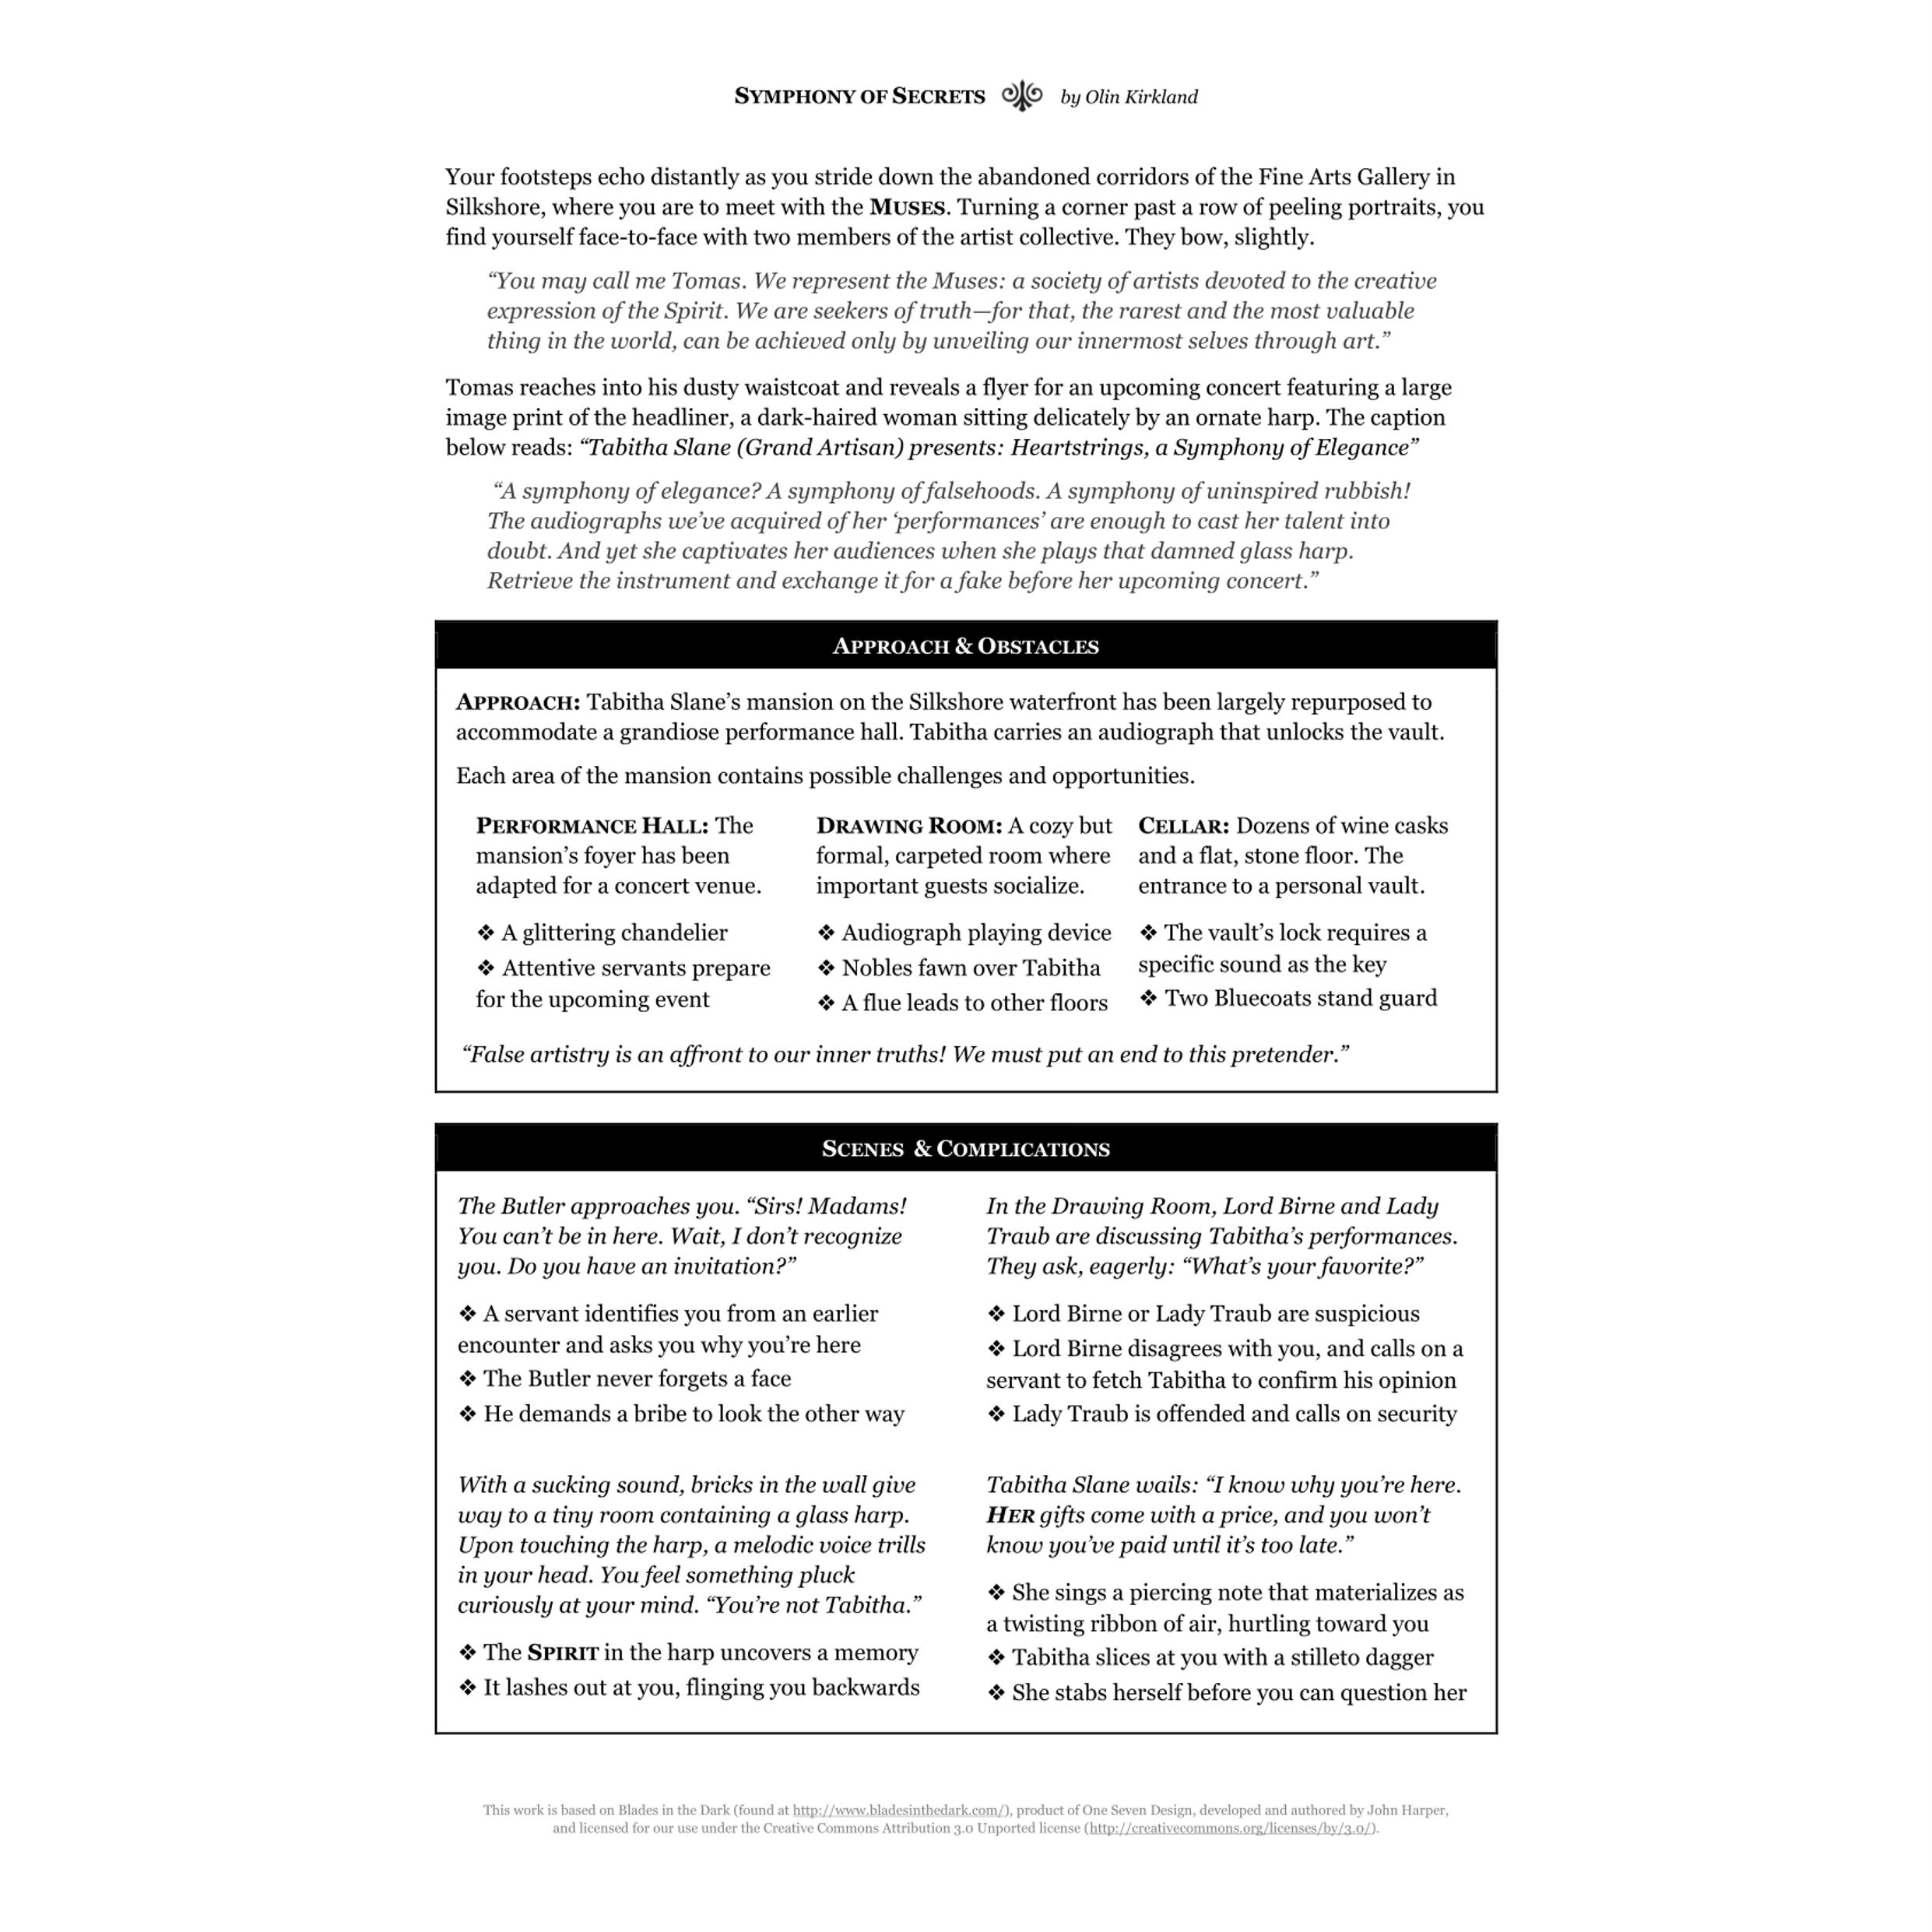 SYMPHONY OF SECRETS by Olin Kirkland
Your footsteps echo distantly as you stride down the abandoned corridors of the Fine Arts Gallery in
Silkshore, where you are to meet with the MUSES. Turning a corner past a row of peeling portraits, you
find yourself face-to-face with two members of the artist collective. They bow, slightly.
“You may call me Tomas. We represent the Muses: a society of artists devoted to the creative
expression of the Spirit. We are seekers of truth—for that, the rarest and the most valuable
thing in the world, can be achieved only by unveiling our innermost selves through art.”
Tomas reaches into his dusty waistcoat and reveals a flyer for an upcoming concert featuring a large
image print of the headliner, a dark-haired woman sitting delicately by an ornate harp. The caption
below reads: “Tabitha Slane (Grand Artisan) presents: Heartstrings, a Symphony of Elegance”
“A symphony of elegance? A symphony of falsehoods. A symphony of uninspired rubbish!
The audiographs we’ve acquired of her ‘performances’ are enough to cast her talent into
doubt. And yet she captivates her audiences when she plays that damned glass harp.
Retrieve the instrument and exchange it for a fake before her upcoming concert.”
APPROACH & OBSTACLES
APPROACH: Tabitha Slane’s mansion on the Silkshore waterfront has been largely repurposed to
accommodate a grandiose performance hall. Tabitha carries an audiograph that unlocks the vault.
Each area of the mansion contains possible challenges and opportunities.
PERFORMANCE HALL: The
mansion’s foyer has been
adapted for a concert venue.
❖ A glittering chandelier
❖ Attentive servants prepare
for the upcoming event
DRAWING ROOM: A cozy but
formal, carpeted room where
important guests socialize.
❖ Audiograph playing device
❖ Nobles fawn over Tabitha
❖ A flue leads to other floors
CELLAR: Dozens of wine casks
and a flat, stone floor. The
entrance to a personal vault.
❖ The vault’s lock requires a
specific sound as the key
❖ Two Bluecoats stand guard
“False artistry is an affront to our inner truths! We must put an end to this pretender.”
SCENES & COMPLICATIONS
The Butler approaches you. “Sirs! Madams!
You can’t be in here. Wait, I don’t recognize
you. Do you have an invitation?”
❖ A servant identifies you from an earlier
encounter and asks you why you’re here
❖ The Butler never forgets a face
❖ He demands a bribe to look the other way
In the Drawing Room, Lord Birne and Lady
Traub are discussing Tabitha’s performances.
They ask, eagerly: “What’s your favorite?”
❖ Lord Birne or Lady Traub are suspicious
❖ Lord Birne disagrees with you, and calls on a
servant to fetch Tabitha to confirm his opinion
❖ Lady Traub is offended and calls on security
With a sucking sound, bricks in the wall give
way to a tiny room containing a glass harp.
Upon touching the harp, a melodic voice trills
in your head. You feel something pluck
curiously at your mind. “You’re not Tabitha.”
❖ The SPIRIT in the harp uncovers a memory
❖ It lashes out at you, flinging you backwards
Tabitha Slane wails: “I know why you’re here.
HER gifts come with a price, and you won’t
know you’ve paid until it’s too late.”
❖ She sings a piercing note that materializes as
a twisting ribbon of air, hurtling toward you
❖ Tabitha slices at you with a stilleto dagger
❖ She stabs herself before you can question her
This work is based on Blades in the Dark (found at http://www.bladesinthedark.com/), product of One Seven Design, developed and authored by John Harper,
and licensed for our use under the Creative Commons Attribution 3.0 Unported license (http://creativecommons.org/licenses/by/3.0/).